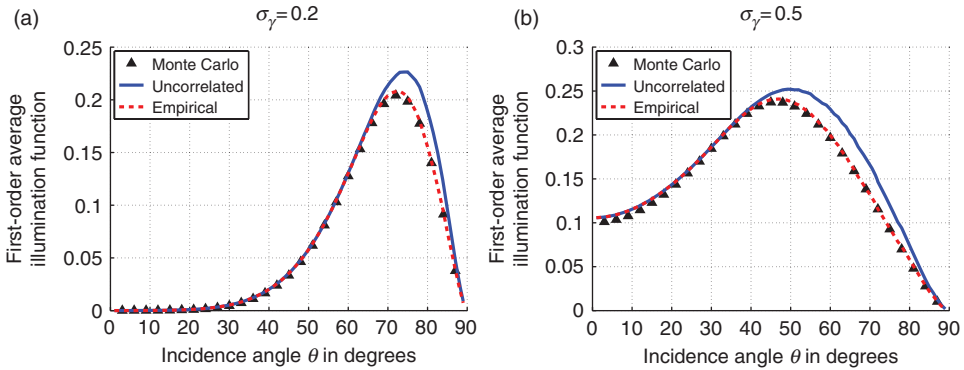 (a)
σγ=0.2
First-order average
illumination function
0.25
0.2
0.15
0.1
0.05
0
Monte Carlo
Uncorrelated
Empirical
0 10 20 30 40 50 60 70 80 90
Incidence angle θ in degrees
(b)
σγ=0.5
First-order average
illumination function
0.3
0.25
0.2
0.15
0.1
0.05
0
Monte Carlo
Uncorrelated
Empirical
0 10 20 30 40 50 60 70 80 90
Incidence angle θ in degrees